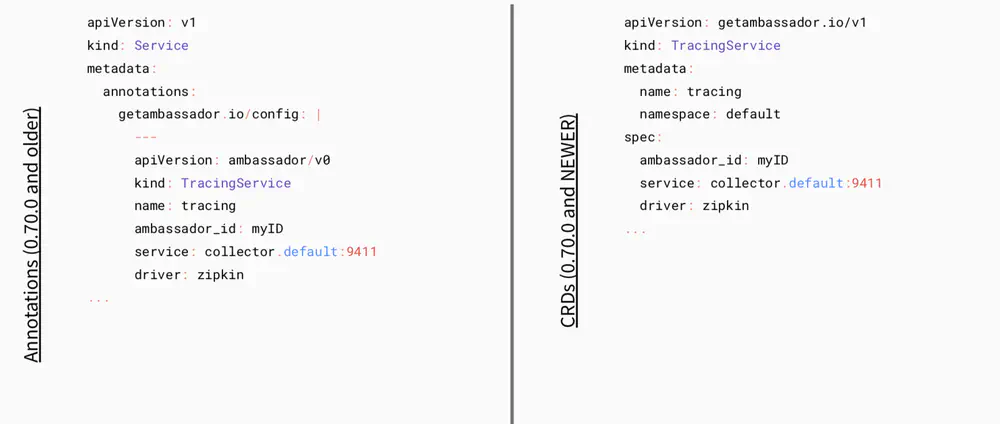 Annotations (0.70.0 and older)
apiVersion: v1
kind: Service
metadata:
  annotations:
    getambassador.io/config: |
      ---
      apiVersion: ambassador/v0
      kind: TracingService
      name: tracing
      ambassador_id: myID
      service: collector.default:9411
      driver: zipkin
...
CRDs (0.70.0 and NEWER)
apiVersion: getambassador.io/v1
kind: TracingService
metadata:
  name: tracing
  namespace: default
spec:
  ambassador_id: myID
  service: collector.default:9411
  driver: zipkin
...